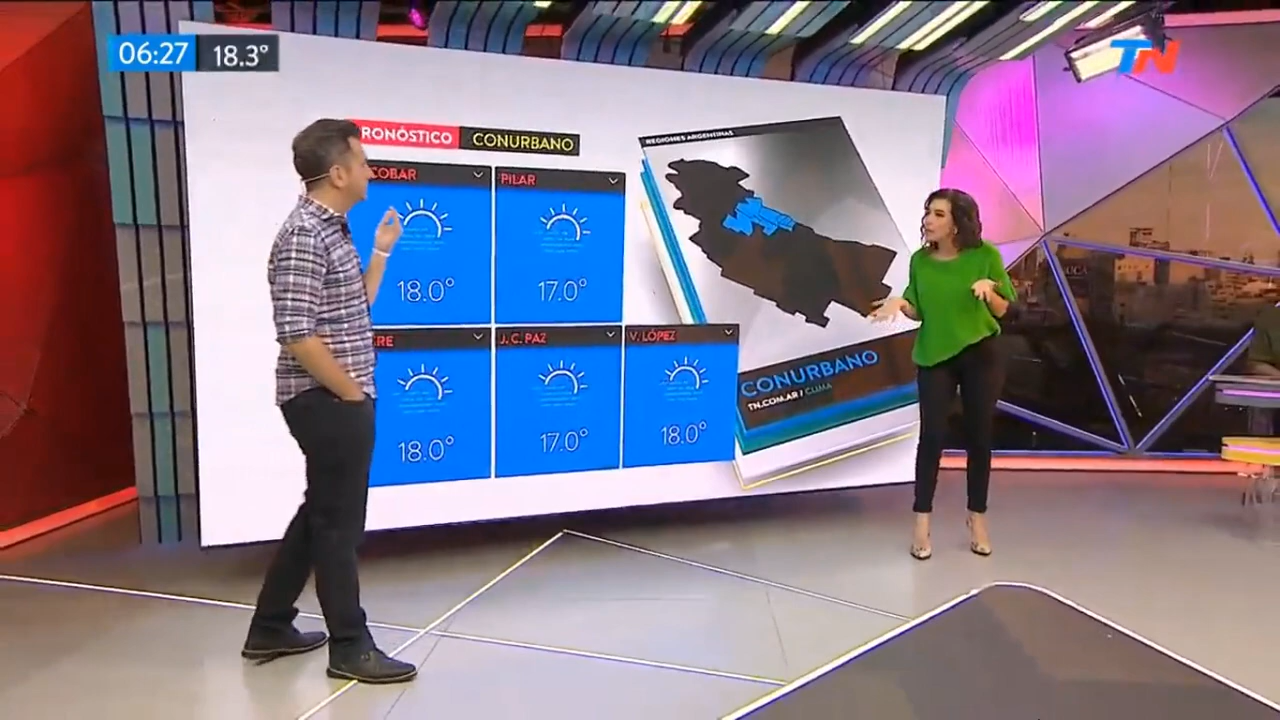 06:27 18.3°
TN
RONÓSTICO CONURBANO
REGIONES ARGENTINAS
COBAR
PILAR
18.0°
17.0°
GRE
J. C. PAZ
V. LÓPEZ
18.0°
17.0°
18.0°
CONURBANO
TN.COM.AR | CLIMA